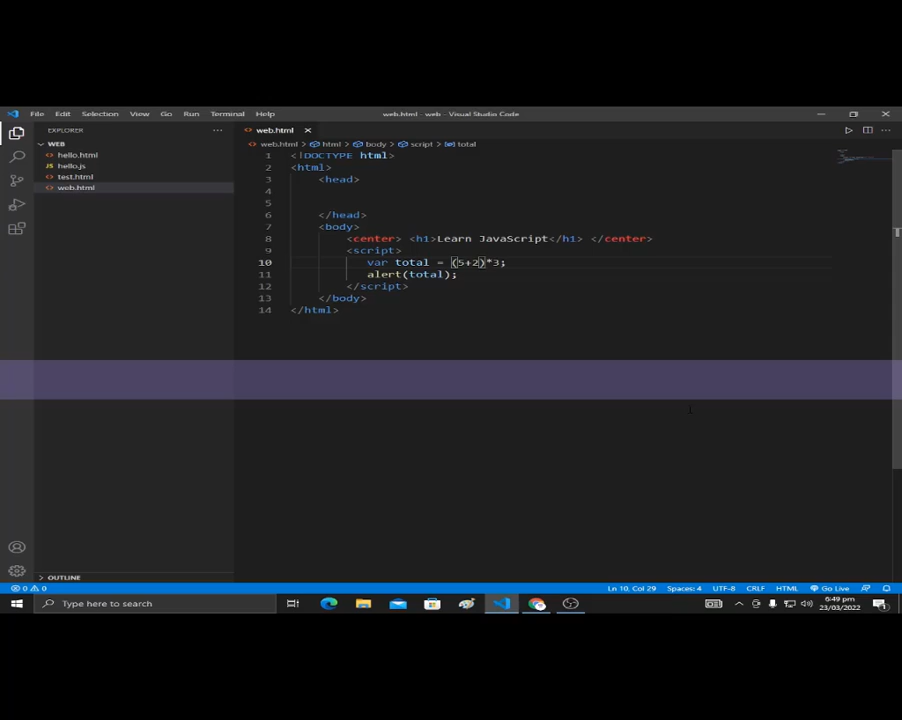 File Edit Selection View Go Run Terminal Help web.html - web - Visual Studio Code
EXPLORER ··· web.html ×
WEB web.html > html > body > script > total
hello.html
hello.js
test.html
web.html
1 <!DOCTYPE html>
2 <html>
3 <head>
4
5
6 </head>
7 <body>
8 <center> <h1>Learn JavaScript</h1> </center>
9 <script>
10 var total = (5+2)*3;
11 alert(total);
12 </script>
13 </body>
14 </html>
OUTLINE
0 0 Ln 10, Col 29 Spaces: 4 UTF-8 CRLF HTML Go Live
Type here to search 6:49 pm
23/03/2022
1